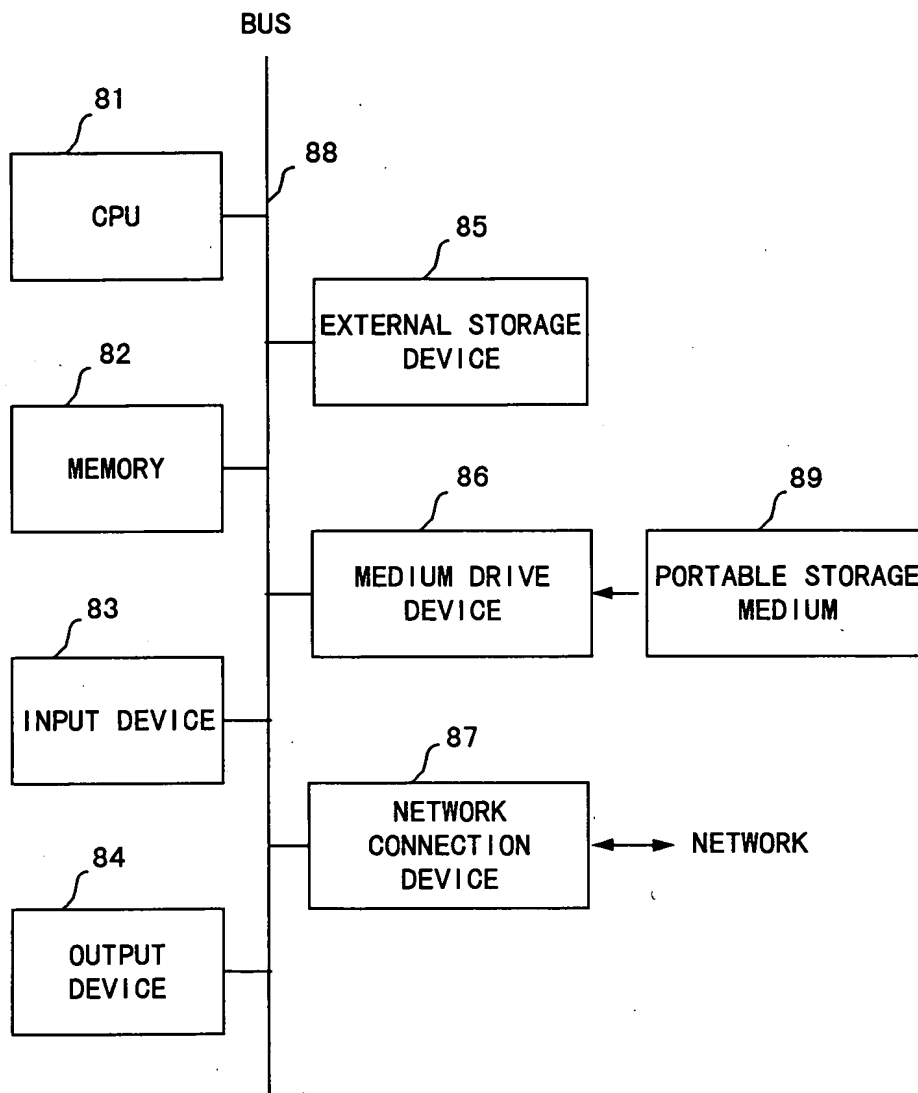 BUS
81
CPU
88
85
EXTERNAL STORAGE
DEVICE
82
MEMORY
86
MEDIUM DRIVE
DEVICE
89
PORTABLE STORAGE
MEDIUM
83
INPUT DEVICE
87
NETWORK
CONNECTION
DEVICE
NETWORK
84
OUTPUT
DEVICE